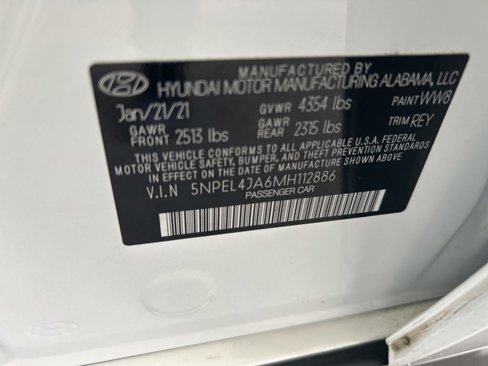 MANUFACTURED BY
HYUNDAI MOTOR MANUFACTURING ALABAMA, LLC
Jan/21/21 GVWR 4354 lbs PAINT WW8
GAWR FRONT 2513 lbs GAWR REAR 2315 lbs TRIM REY
THIS VEHICLE CONFORMS TO ALL APPLICABLE U.S.A. FEDERAL
MOTOR VEHICLE SAFETY, BUMPER, AND THEFT PREVENTION STANDARDS
IN EFFECT ON THE DATE OF MANUFACTURE SHOWN ABOVE.
V.I.N 5NPEL4JA6MH112886
PASSENGER CAR